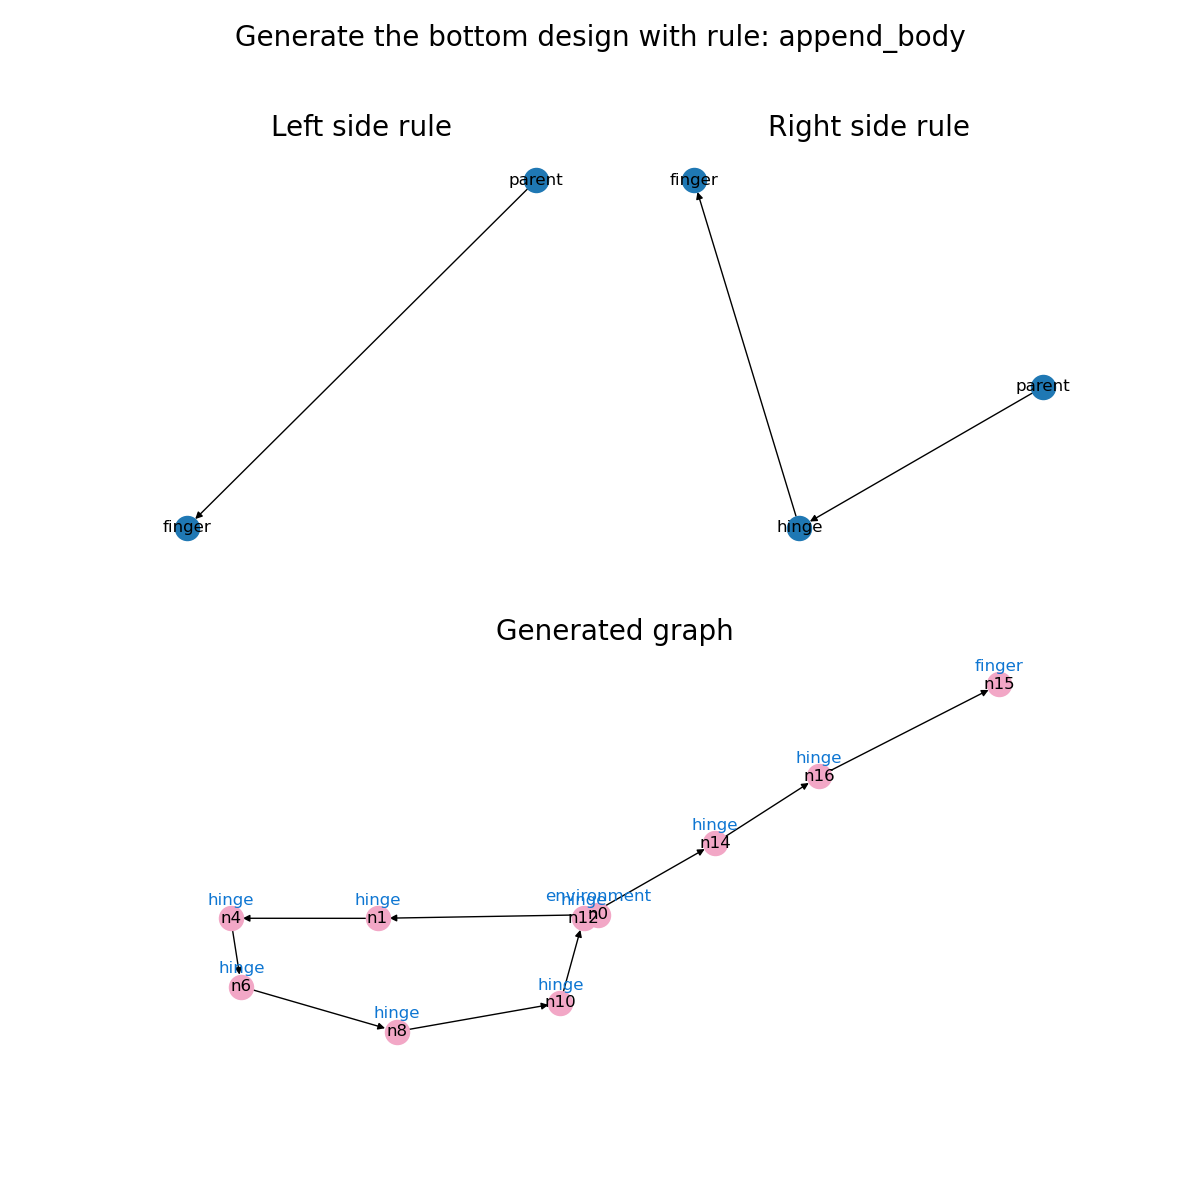 Generate the bottom design with rule: append_body
Left side rule
Right side rule
parent
finger
finger
parent
hinge
Generated graph
finger
n15
hinge
n16
hinge
n14
environment
hinge
n12
n0
hinge
n1
hinge
n4
hinge
n6
hinge
n10
hinge
n8